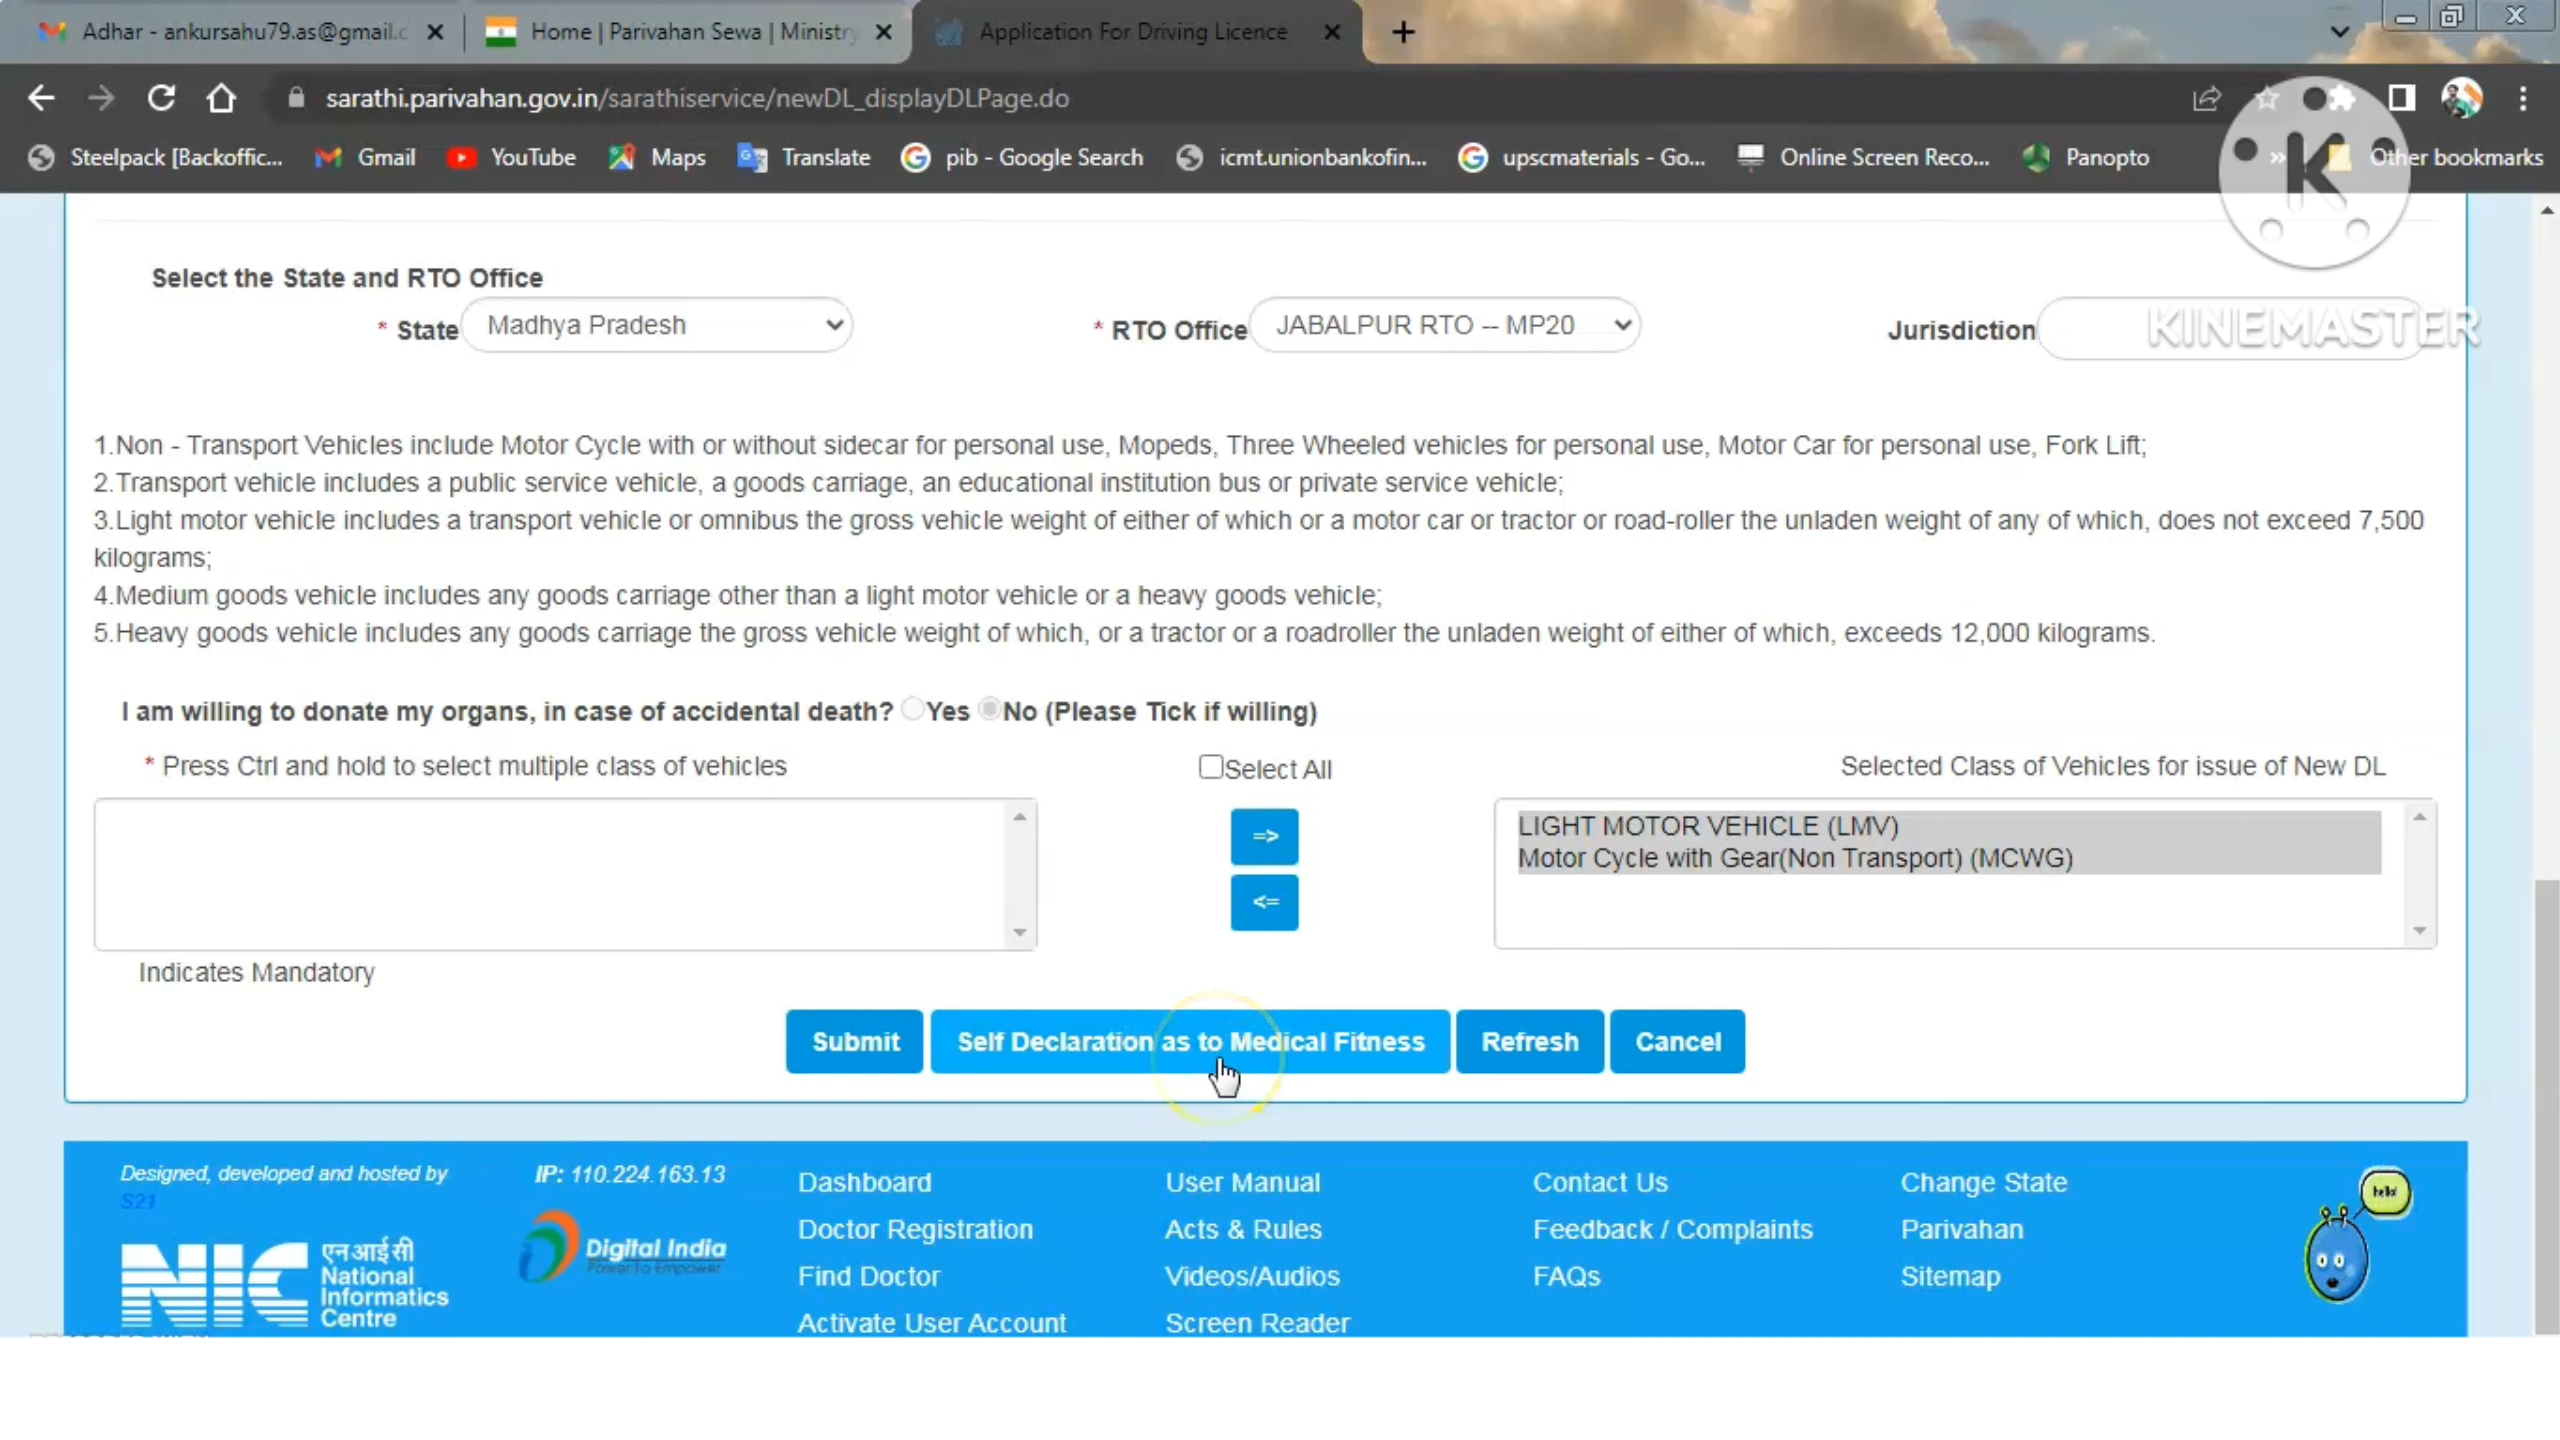 Adhar - ankursahu79.as@gmail.c
Home | Parivahan Sewa | Ministry
Application For Driving Licence
sarathi.parivahan.gov.in/sarathiservice/newDL_displayDLPage.do
Steelpack [Backoffic...
Gmail
YouTube
Maps
Translate
pib - Google Search
icmt.unionbankofin...
upscmaterials - Go...
Online Screen Reco...
Panopto
»
Other bookmarks
K
KINEMASTER
Select the State and RTO Office
* State Madhya Pradesh
* RTO Office JABALPUR RTO -- MP20
Jurisdiction
1.Non - Transport Vehicles include Motor Cycle with or without sidecar for personal use, Mopeds, Three Wheeled vehicles for personal use, Motor Car for personal use, Fork Lift;
2.Transport vehicle includes a public service vehicle, a goods carriage, an educational institution bus or private service vehicle;
3.Light motor vehicle includes a transport vehicle or omnibus the gross vehicle weight of either of which or a motor car or tractor or road-roller the unladen weight of any of which, does not exceed 7,500
kilograms;
4.Medium goods vehicle includes any goods carriage other than a light motor vehicle or a heavy goods vehicle;
5.Heavy goods vehicle includes any goods carriage the gross vehicle weight of which, or a tractor or a roadroller the unladen weight of either of which, exceeds 12,000 kilograms.
I am willing to donate my organs, in case of accidental death? Yes No (Please Tick if willing)
* Press Ctrl and hold to select multiple class of vehicles
Select All
Selected Class of Vehicles for issue of New DL
=>
<=
LIGHT MOTOR VEHICLE (LMV)
Motor Cycle with Gear(Non Transport) (MCWG)
Indicates Mandatory
Submit
Self Declaration as to Medical Fitness
Refresh
Cancel
Designed, developed and hosted by
S21
NIC
एन आई सी
National
Informatics
Centre
IP: 110.224.163.13
Digital India
Power To Empower
Dashboard
Doctor Registration
Find Doctor
Activate User Account
User Manual
Acts & Rules
Videos/Audios
Screen Reader
Contact Us
Feedback / Complaints
FAQs
Change State
Parivahan
Sitemap
hello!